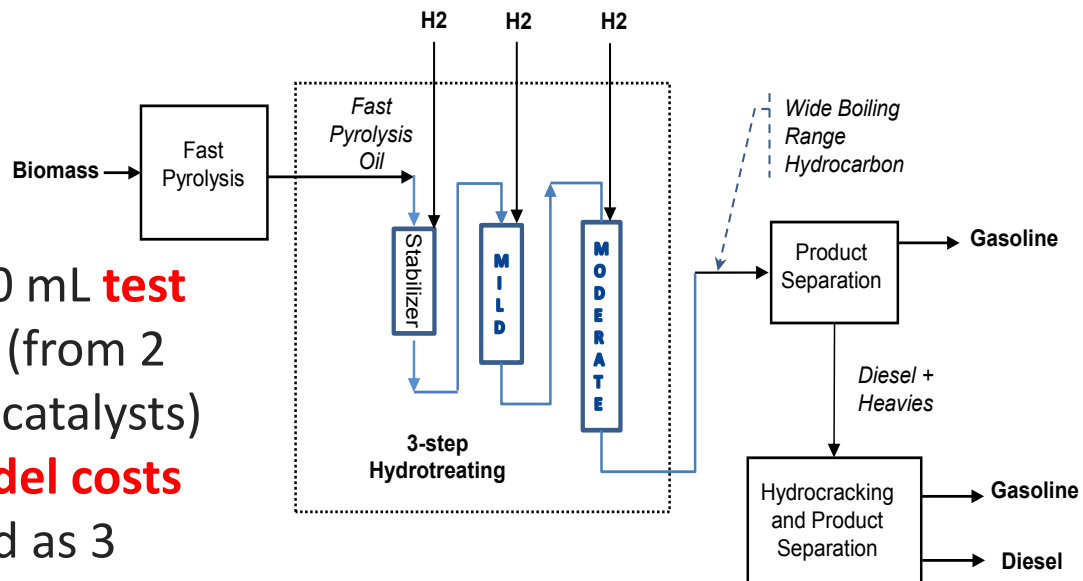 H2
H2
H2
Fast
Pyrolysis
Oil
Wide Boiling
Range
Hydrocarbon
Biomass
Fast
Pyrolysis
Stabilizer
MILD
MODERATE
Product
Separation
Gasoline
0 mL test
(from 2
catalysts)
del costs
d as 3
3-step
Hydrotreating
Diesel +
Heavies
Hydrocracking
and Product
Separation
Gasoline
Diesel